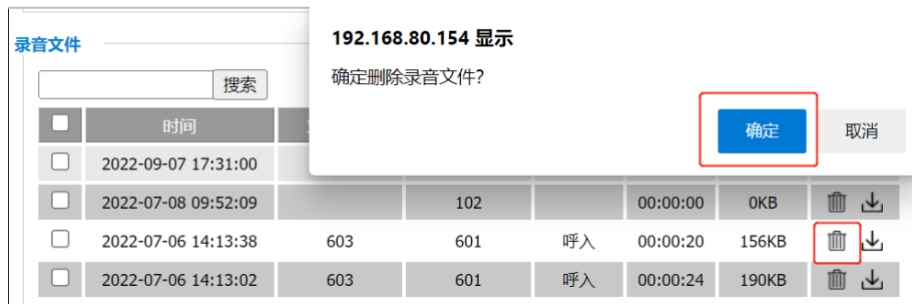 192.168.80.154 显示
确定删除录音文件?
确定 取消
录音文件
搜索
时间
2022-09-07 17:31:00
2022-07-08 09:52:09 102 00:00:00 0KB
2022-07-06 14:13:38 603 601 呼入 00:00:20 156KB
2022-07-06 14:13:02 603 601 呼入 00:00:24 190KB